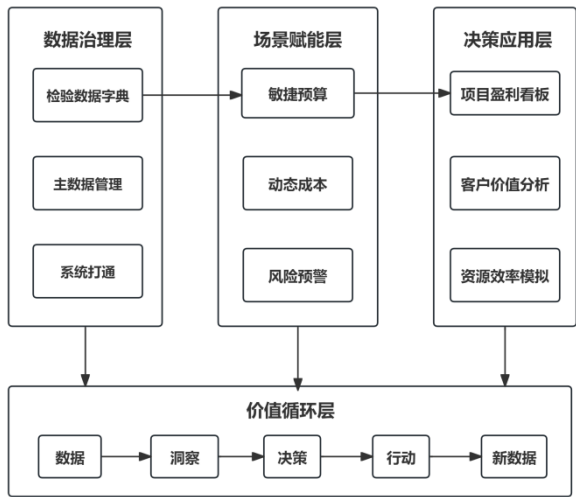 数据治理层
检验数据字典
主数据管理
系统打通
场景赋能层
敏捷预算
动态成本
风险预警
决策应用层
项目盈利看板
客户价值分析
资源效率模拟
价值循环层
数据
洞察
决策
行动
新数据